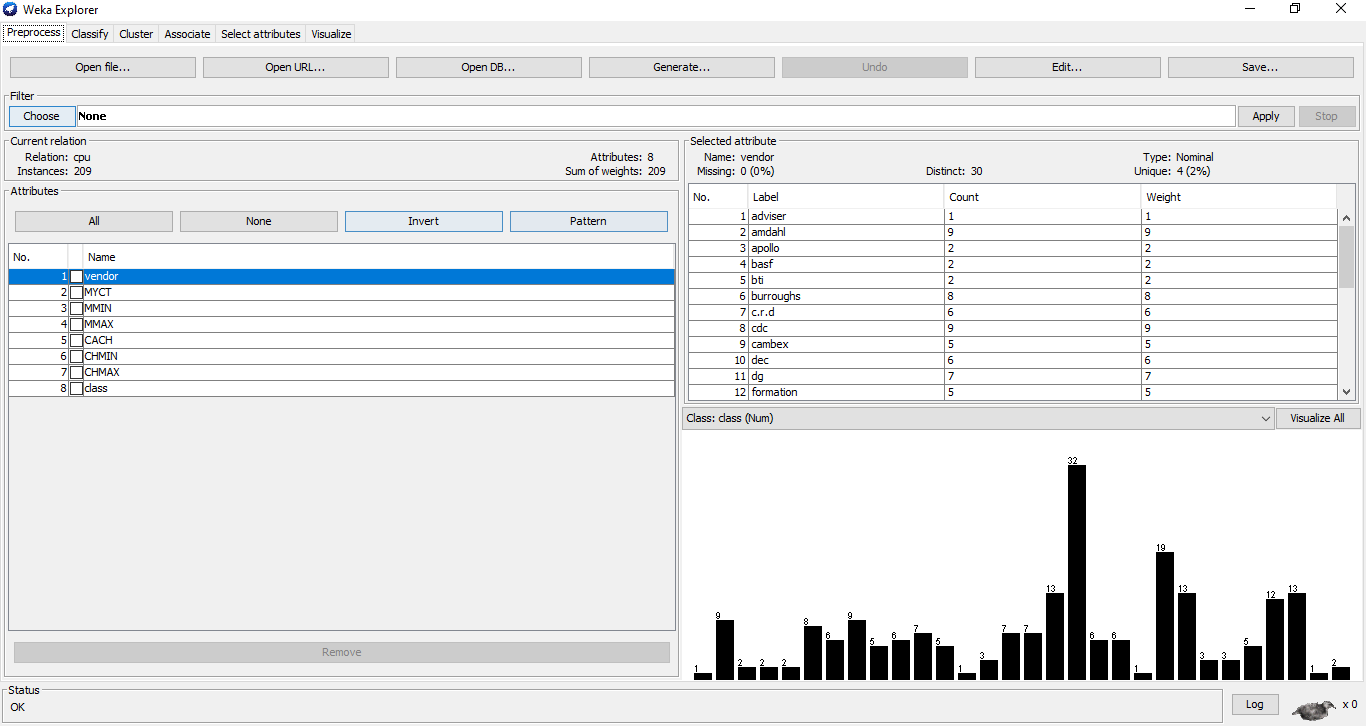 Weka Explorer
Preprocess Classify Cluster Associate Select attributes Visualize
Open file... Open URL... Open DB... Generate... Undo Edit... Save...
Filter
Choose None Apply Stop
Current relation
Relation: cpu Attributes: 8
Instances: 209 Sum of weights: 209
Attributes
All None Invert Pattern
No. Name
1 vendor
2 MYCT
3 MMIN
4 MMAX
5 CACH
6 CHMIN
7 CHMAX
8 class
Remove
Selected attribute
Name: vendor Type: Nominal
Missing: 0 (0%) Distinct: 30 Unique: 4 (2%)
No. Label Count Weight
1 adviser 1 1
2 amdahl 9 9
3 apollo 2 2
4 basf 2 2
5 bti 2 2
6 burroughs 8 8
7 c.r.d 6 6
8 cdc 9 9
9 cambex 5 5
10 dec 6 6
11 dg 7 7
12 formation 5 5
Class: class (Num) Visualize All
1 9 2 2 2 8 6 9 5 6 7 5 1 3 7 7 13 32 6 6 1 19 13 3 3 5 12 13 1 2
Status
OK Log x 0